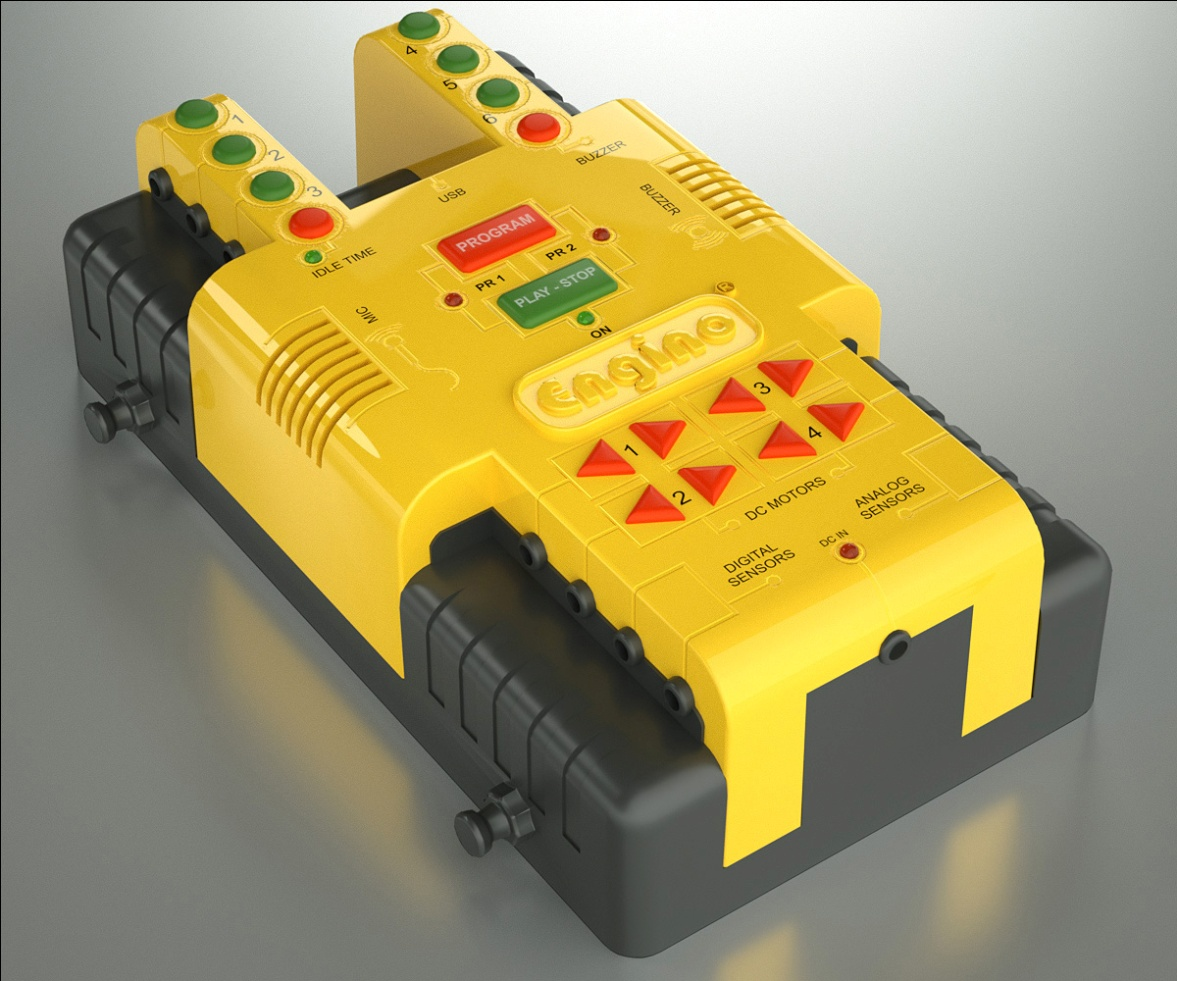 4
5
6
BUZZER
1
2
3
IDLE TIME
USB
BUZZER
PROGRAM
PR 1
PR 2
PLAY - STOP
ON
MIC
Engino®
1
2
3
4
DC MOTORS
ANALOG
SENSORS
DC IN
DIGITAL
SENSORS